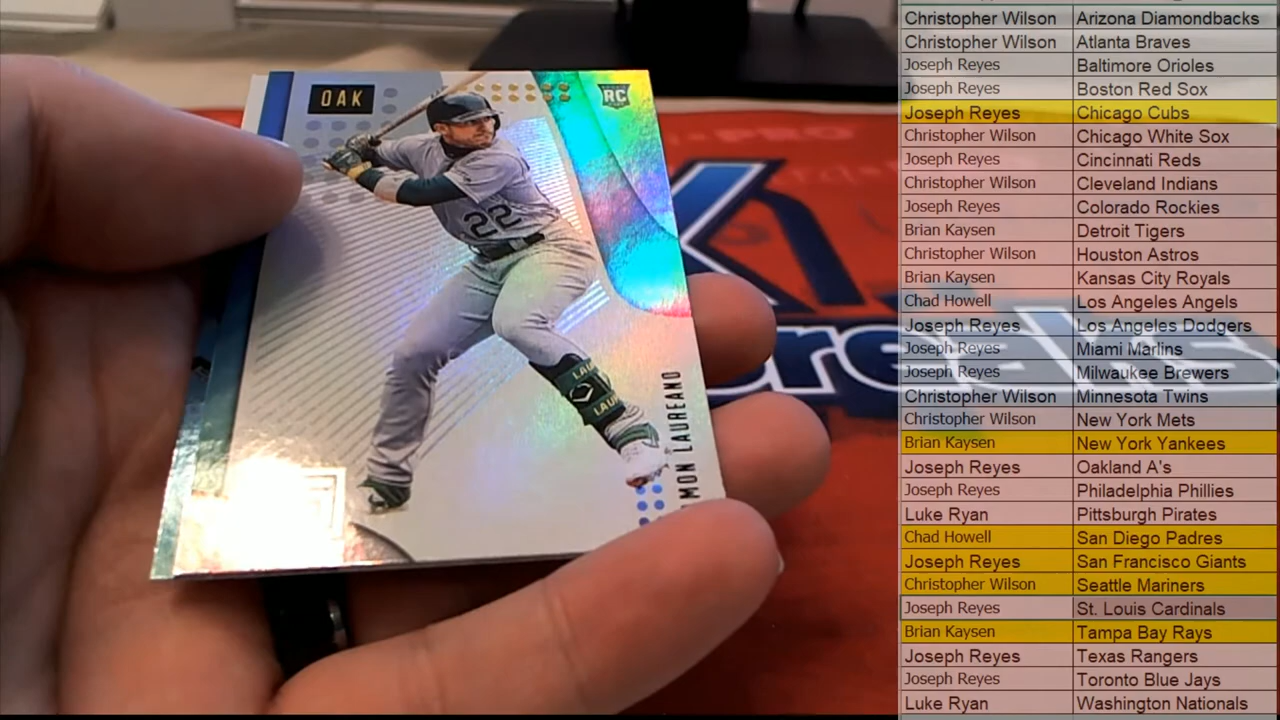 OAK
RC
22
LAUREANO
Christopher Wilson Arizona Diamondbacks
Christopher Wilson Atlanta Braves
Joseph Reyes Baltimore Orioles
Joseph Reyes Boston Red Sox
Joseph Reyes Chicago Cubs
Christopher Wilson Chicago White Sox
Joseph Reyes Cincinnati Reds
Christopher Wilson Cleveland Indians
Joseph Reyes Colorado Rockies
Brian Kaysen Detroit Tigers
Christopher Wilson Houston Astros
Brian Kaysen Kansas City Royals
Chad Howell Los Angeles Angels
Joseph Reyes Los Angeles Dodgers
Joseph Reyes Miami Marlins
Joseph Reyes Milwaukee Brewers
Christopher Wilson Minnesota Twins
Christopher Wilson New York Mets
Brian Kaysen New York Yankees
Joseph Reyes Oakland A's
Joseph Reyes Philadelphia Phillies
Luke Ryan Pittsburgh Pirates
Chad Howell San Diego Padres
Joseph Reyes San Francisco Giants
Christopher Wilson Seattle Mariners
Joseph Reyes St. Louis Cardinals
Brian Kaysen Tampa Bay Rays
Joseph Reyes Texas Rangers
Joseph Reyes Toronto Blue Jays
Luke Ryan Washington Nationals